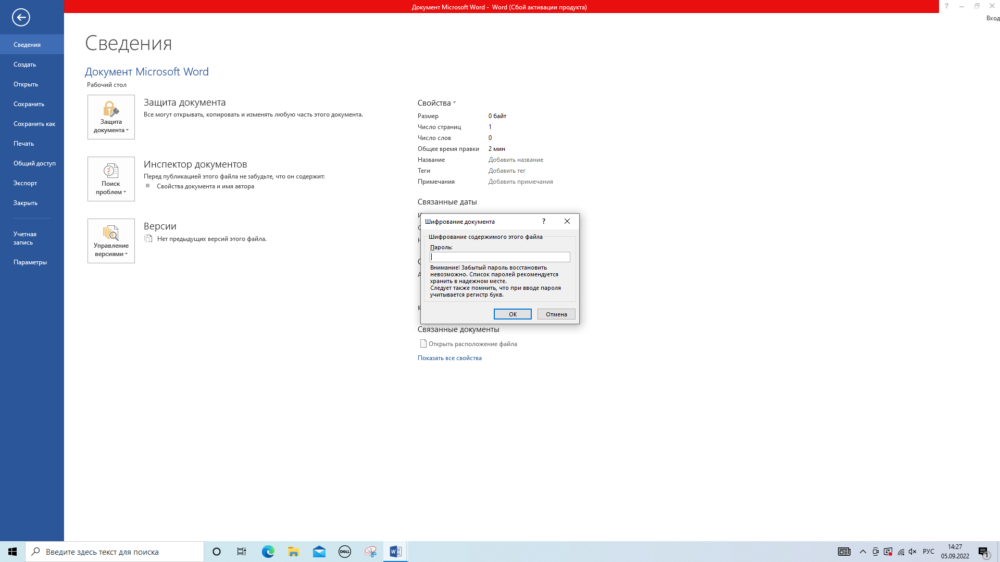 Документ Microsoft Word - Word (Сбой активации продукта)
?
Вход
Сведения
Создать
Открыть
Сохранить
Сохранить как
Печать
Общий доступ
Экспорт
Закрыть
Учетная
запись
Параметры
Сведения
Документ Microsoft Word
Рабочий стол
Защита
документа
Защита документа
Все могут открывать, копировать и изменять любую часть этого документа.
Поиск
проблем
Инспектор документов
Перед публикацией этого файла не забудьте, что он содержит:
Свойства документа и имя автора
Управление
версиями
Версии
Нет предыдущих версий этого файла.
Свойства
Размер 0 байт
Число страниц 1
Число слов 0
Общее время правки 2 мин
Название Добавить название
Теги Добавить тег
Примечания Добавить примечания
Связанные даты
Шифрование документа ?
Шифрование содержимого этого файла
Пароль:
Внимание! Забытый пароль восстановить
невозможно. Список паролей рекомендуется
хранить в надежном месте.
Следует также помнить, что при вводе пароля
учитывается регистр букв.
ОК Отмена
Связанные документы
Открыть расположение файла
Показать все свойства
Введите здесь текст для поиска
DELL
РУС
14:27
05.09.2022
1